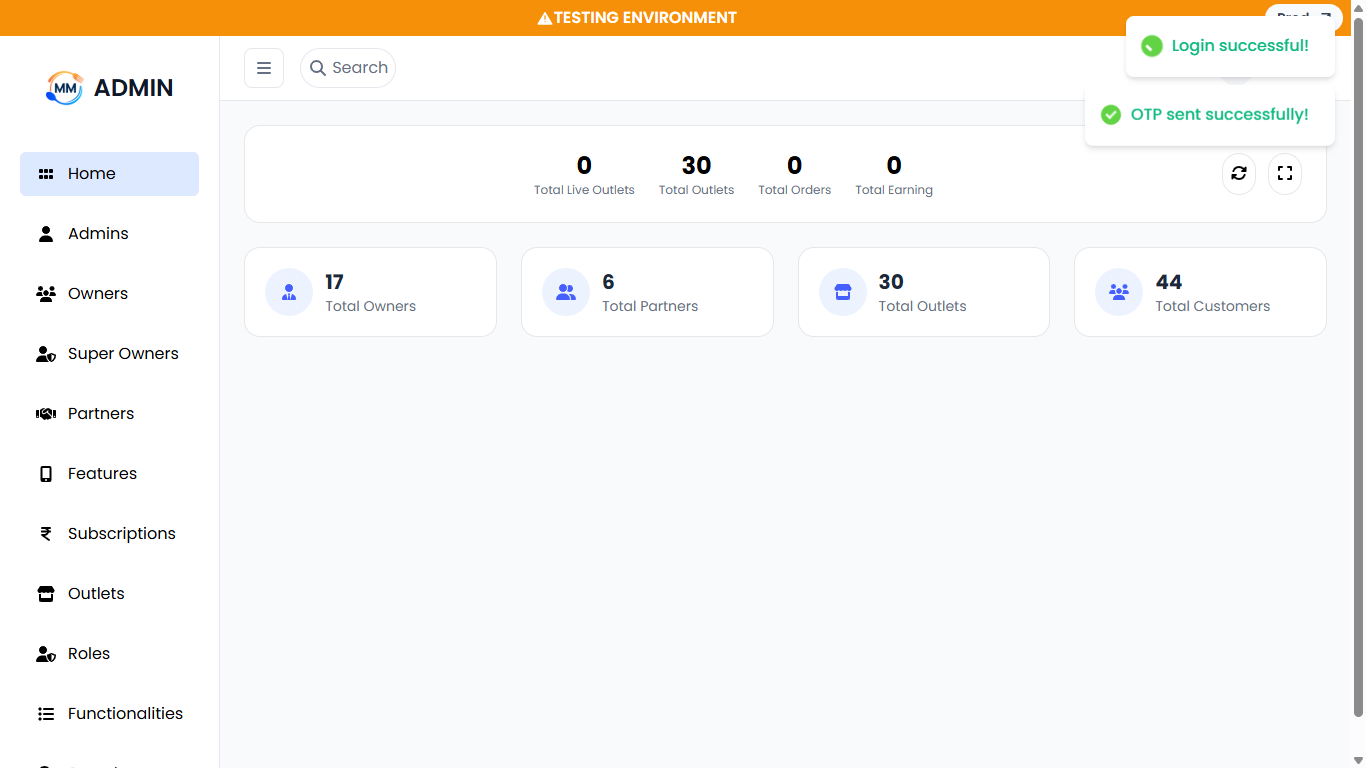 TESTING ENVIRONMENT
Login successful!
OTP sent successfully!
MM ADMIN
Search
Home
Admins
Owners
Super Owners
Partners
Features
Subscriptions
Outlets
Roles
Functionalities
0
Total Live Outlets
30
Total Outlets
0
Total Orders
0
Total Earning
17
Total Owners
6
Total Partners
30
Total Outlets
44
Total Customers